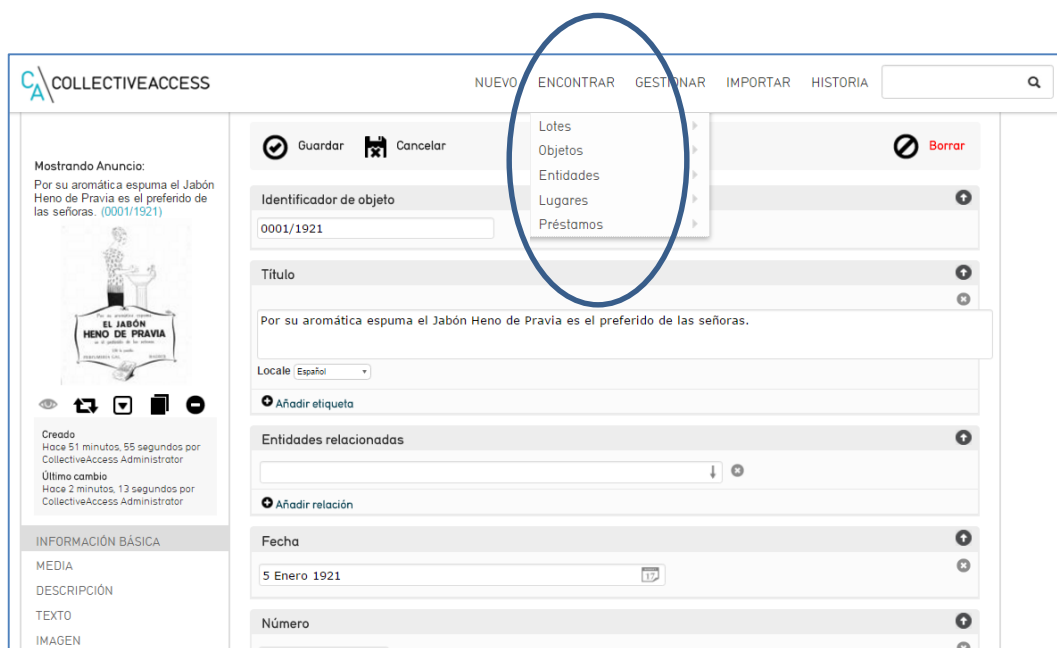 COLLECTIVEACCESS
NUEVO ENCONTRAR GESTIONAR IMPORTAR HISTORIA
Lotes
Objetos
Entidades
Lugares
Préstamos
Mostrando Anuncio:
Por su aromática espuma el Jabón
Heno de Pravia es el preferido de
las señoras. (0001/1921)
EL JABÓN
HENO DE PRAVIA
Creado
Hace 51 minutos, 55 segundos por
CollectiveAccess Administrator
Último cambio
Hace 2 minutos, 13 segundos por
CollectiveAccess Administrator
INFORMACIÓN BÁSICA
MEDIA
DESCRIPCIÓN
TEXTO
IMAGEN
Guardar Cancelar Borrar
Identificador de objeto
0001/1921
Título
Por su aromática espuma el Jabón Heno de Pravia es el preferido de las señoras.
Locale Español
Añadir etiqueta
Entidades relacionadas
Añadir relación
Fecha
5 Enero 1921
17
Número